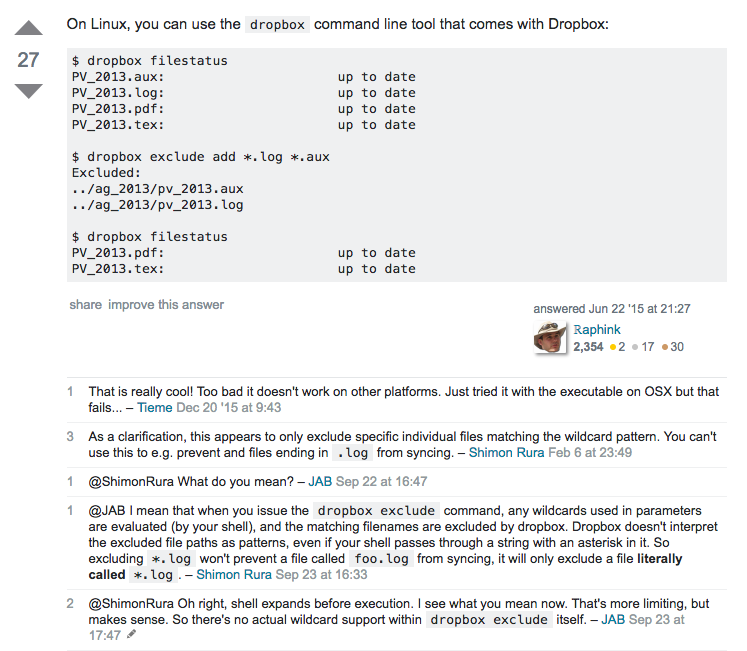 On Linux, you can use the dropbox command line tool that comes with Dropbox:
27
$ dropbox filestatus
PV_2013.aux: up to date
PV_2013.log: up to date
PV_2013.pdf: up to date
PV_2013.tex: up to date
$ dropbox exclude add *.log *.aux
Excluded:
../ag_2013/pv_2013.aux
../ag_2013/pv_2013.log
$ dropbox filestatus
PV_2013.pdf: up to date
PV_2013.tex: up to date
share improve this answer
answered Jun 22 '15 at 21:27
ℝaphink
2,354 ●2 ●17 ●30
1 That is really cool! Too bad it doesn't work on other platforms. Just tried it with the executable on OSX but that
fails... – Tieme Dec 20 '15 at 9:43
3 As a clarification, this appears to only exclude specific individual files matching the wildcard pattern. You can't
use this to e.g. prevent and files ending in .log from syncing. – Shimon Rura Feb 6 at 23:49
1 @ShimonRura What do you mean? – JAB Sep 22 at 16:47
1 @JAB I mean that when you issue the dropbox exclude command, any wildcards used in parameters
are evaluated (by your shell), and the matching filenames are excluded by dropbox. Dropbox doesn't interpret
the excluded file paths as patterns, even if your shell passes through a string with an asterisk in it. So
excluding *.log won't prevent a file called foo.log from syncing, it will only exclude a file literally
called *.log . – Shimon Rura Sep 23 at 16:33
2 @ShimonRura Oh right, shell expands before execution. I see what you mean now. That's more limiting, but
makes sense. So there's no actual wildcard support within dropbox exclude itself. – JAB Sep 23 at
17:47